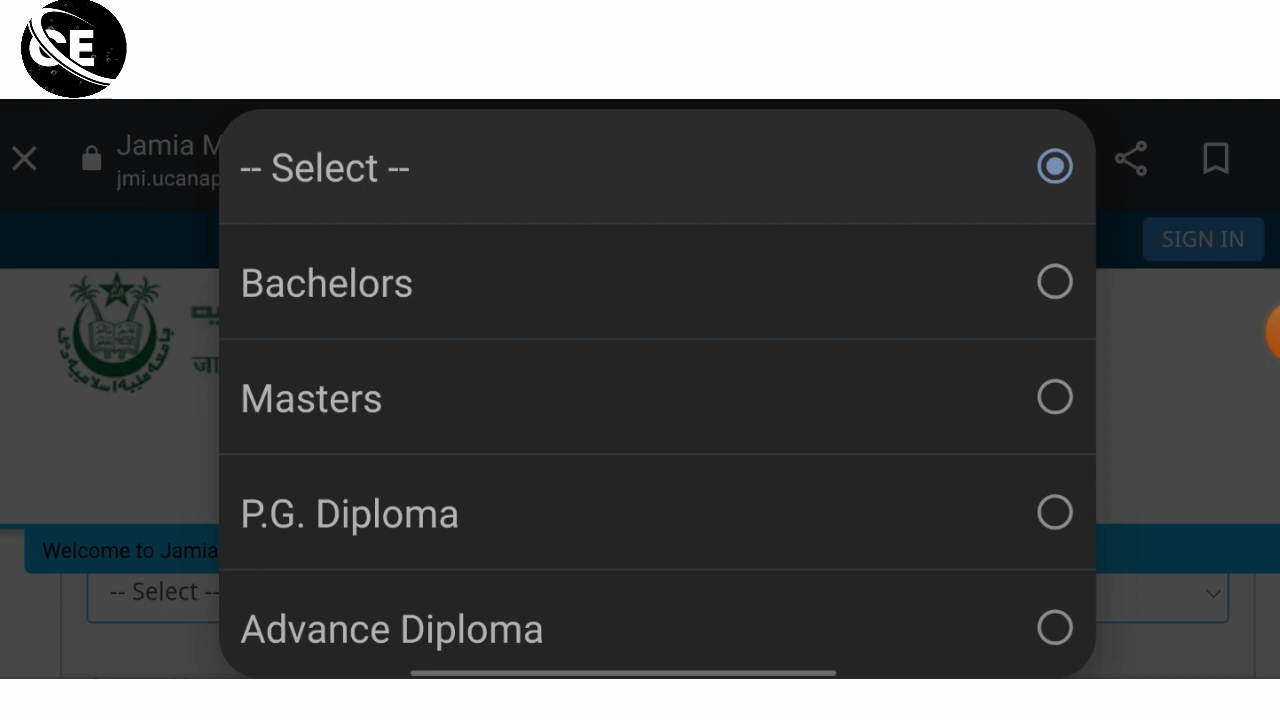 CE
Jamia M
jmi.ucanap
SIGN IN
-- Select --
Bachelors
Masters
P.G. Diploma
Advance Diploma
जा
Welcome to Jamia
-- Select --